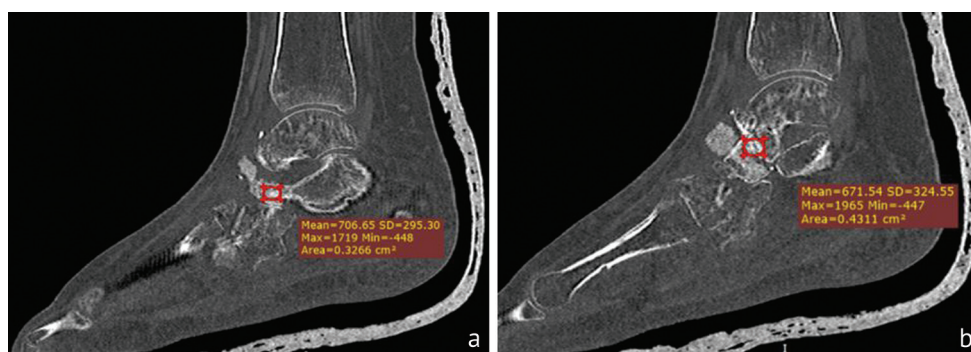 Mean=706.65 SD=295.30
Max=1719 Min=-448
Area=0.3266 cm²
a
Mean=671.54 SD=324.55
Max=1965 Min=-447
Area=0.4311 cm²
b